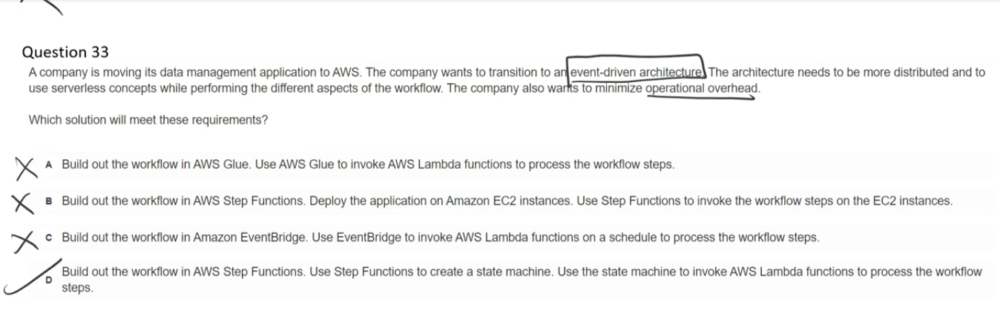 Question 33
A company is moving its data management application to AWS. The company wants to transition to an event-driven architecture. The architecture needs to be more distributed and to
use serverless concepts while performing the different aspects of the workflow. The company also wants to minimize operational overhead.
Which solution will meet these requirements?
A Build out the workflow in AWS Glue. Use AWS Glue to invoke AWS Lambda functions to process the workflow steps.
B Build out the workflow in AWS Step Functions. Deploy the application on Amazon EC2 instances. Use Step Functions to invoke the workflow steps on the EC2 instances.
C Build out the workflow in Amazon EventBridge. Use EventBridge to invoke AWS Lambda functions on a schedule to process the workflow steps.
D Build out the workflow in AWS Step Functions. Use Step Functions to create a state machine. Use the state machine to invoke AWS Lambda functions to process the workflow
steps.